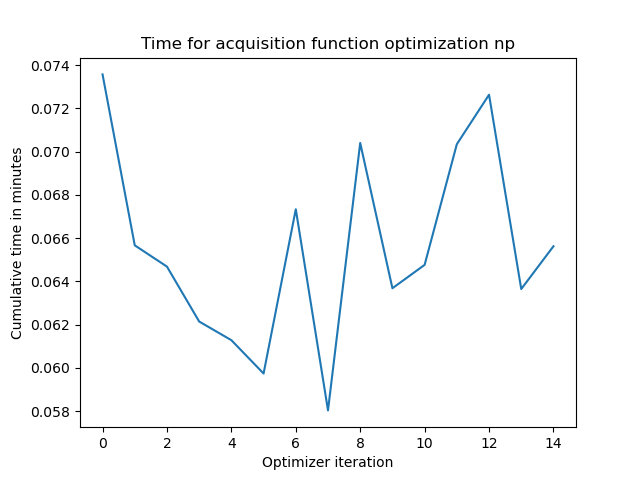 Time for acquisition function optimization np
0.074
0.072
0.070
0.068
0.066
0.064
0.062
0.060
0.058
Cumulative time in minutes
0 2 4 6 8 10 12 14
Optimizer iteration